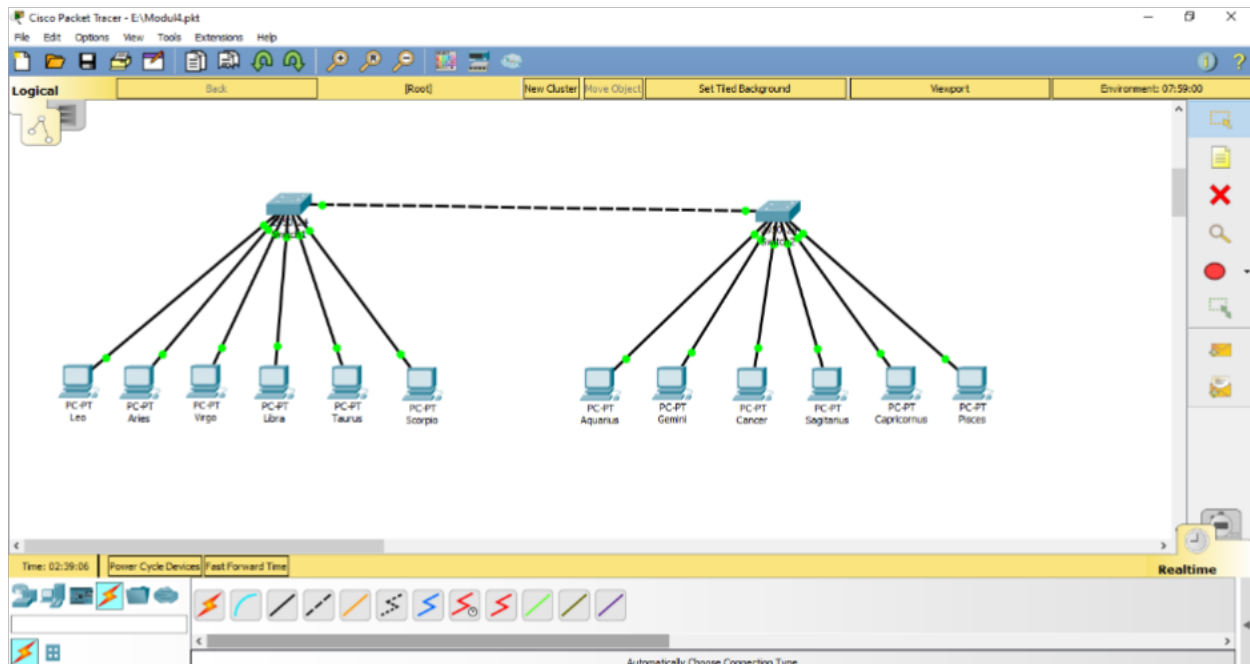 Cisco Packet Tracer - E:\Modul4.pkt
File Edit Options View Tools Extensions Help
Logical Back [Root] New Cluster Move Object Set Tiled Background Viewport Environment: 07:59:00
PC-PT PC-PT PC-PT PC-PT PC-PT PC-PT PC-PT PC-PT PC-PT PC-PT PC-PT PC-PT
Leo Aries Virgo Libra Taurus Scorpio Aquarius Gemini Cancer Sagitarius Capricornus Pisces
Time: 02:39:06 Power Cycle Devices Fast Forward Time Realtime
Automatically Choose Connection Type